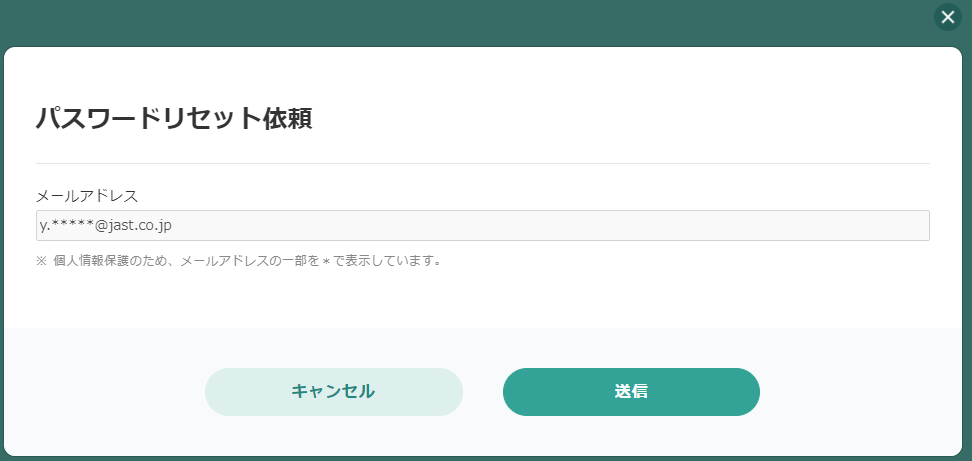 パスワードリセット依頼
メールアドレス
y.*****@jast.co.jp
※ 個人情報保護のため、メールアドレスの一部を＊で表示しています。
キャンセル
送信